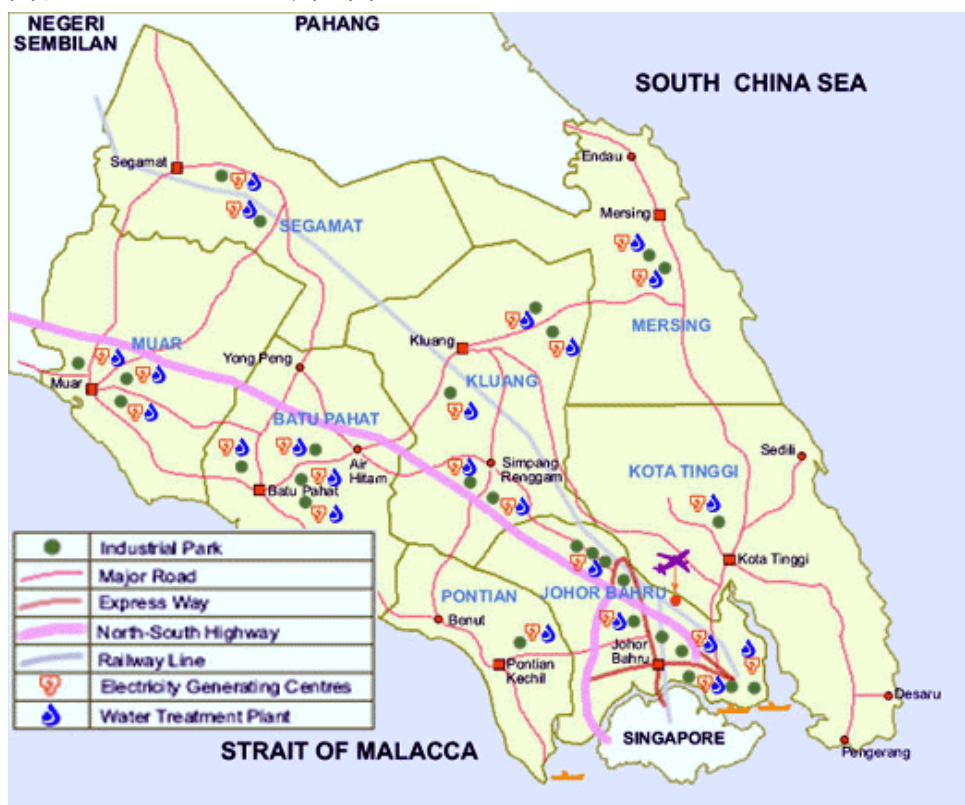 NEGERI
SEMBILAN
PAHANG
SOUTH CHINA SEA
Endau
Segamat
Mersing
SEGAMAT
MERSING
MUAR
Kluang
Yong Peng
Muar
KLUANG
BATU PAHAT
Sedili
Air
Hitam
Simpang
Renggam
KOTA TINGGI
Batu Pahat
Industrial Park
Major Road
Express Way
North-South Highway
Railway Line
Electricity Generating Centres
Water Treatment Plant
Kota Tinggi
PONTIAN
JOHOR BAHRU
Benut
Johor
Bahru
Pontian
Kechil
Desaru
SINGAPORE
STRAIT OF MALACCA
Pengerang